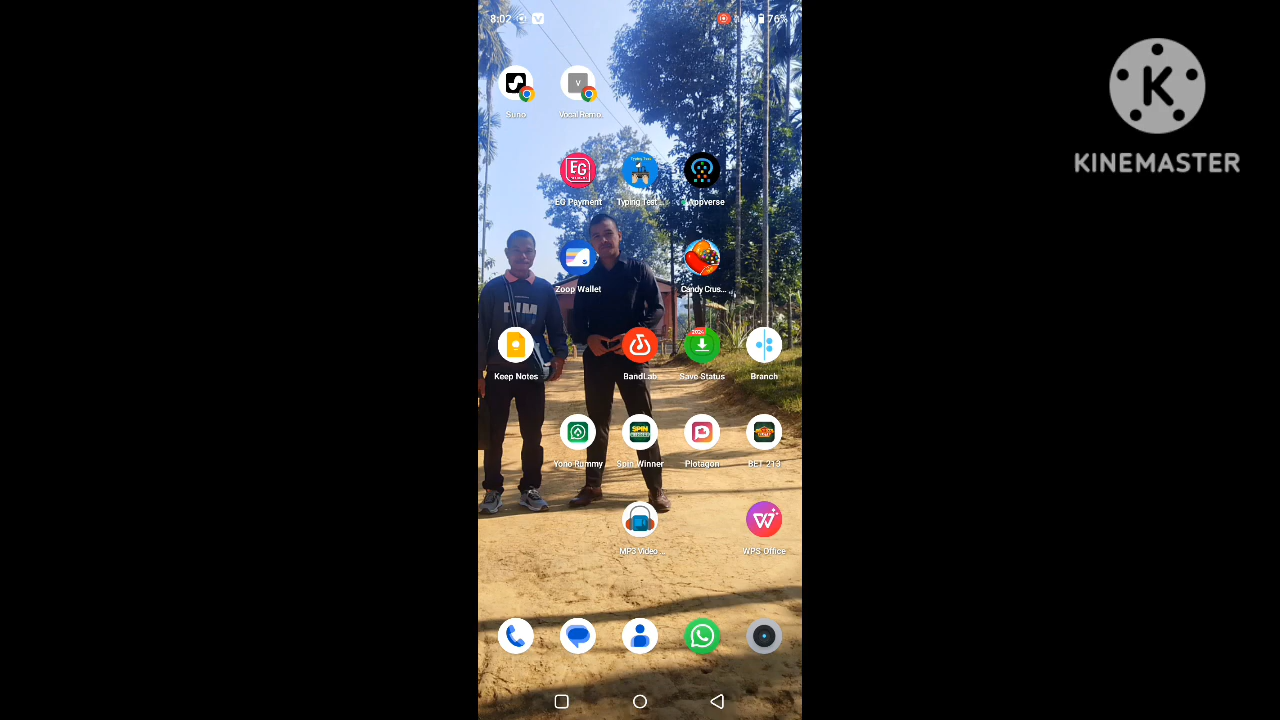 8:02
76%
KINEMASTER
Suno
Vocal Remo..
EG Payment
Typing Test ...
Appverse
Zoop Wallet
Candy Crus...
Keep Notes
BandLab
Save Status
Branch
Yono Rummy
Spin Winner
Plotagon
BET 213
MP3 Video ...
WPS Office